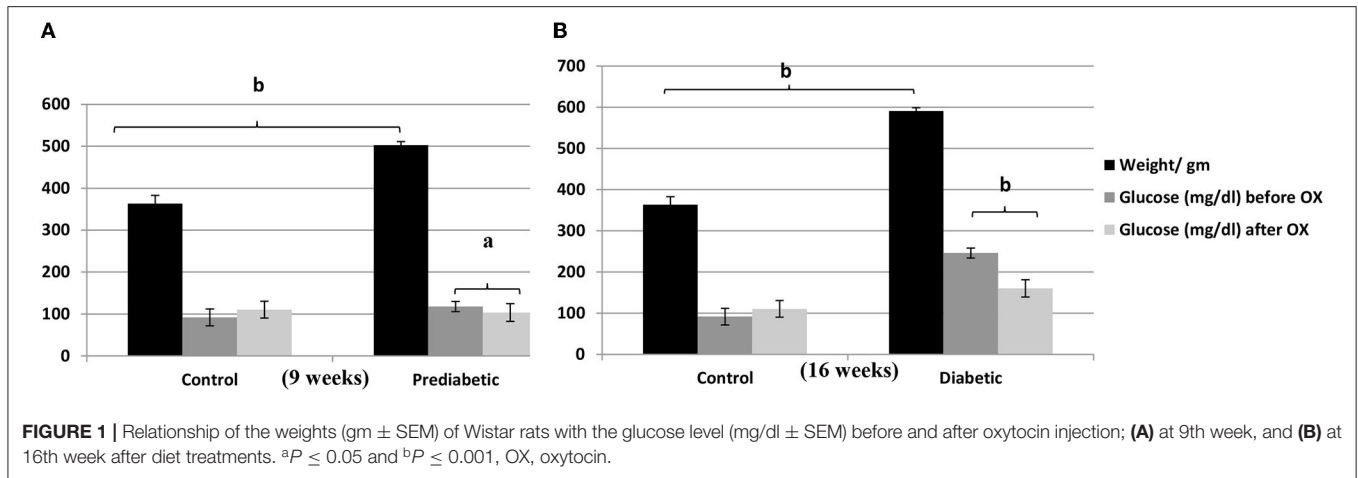 A
b
500
400
300
200
100
0
a
Control
(9 weeks)
Prediabetic
B
700
600
500
400
300
200
100
0
b
b
Control
(16 weeks)
Diabetic
Weight/ gm
Glucose (mg/dl) before OX
Glucose (mg/dl) after OX
FIGURE 1 | Relationship of the weights (gm ± SEM) of Wistar rats with the glucose level (mg/dl ± SEM) before and after oxytocin injection; (A) at 9th week, and (B) at
16th week after diet treatments. ᵃP ≤ 0.05 and ᵇP ≤ 0.001, OX, oxytocin.